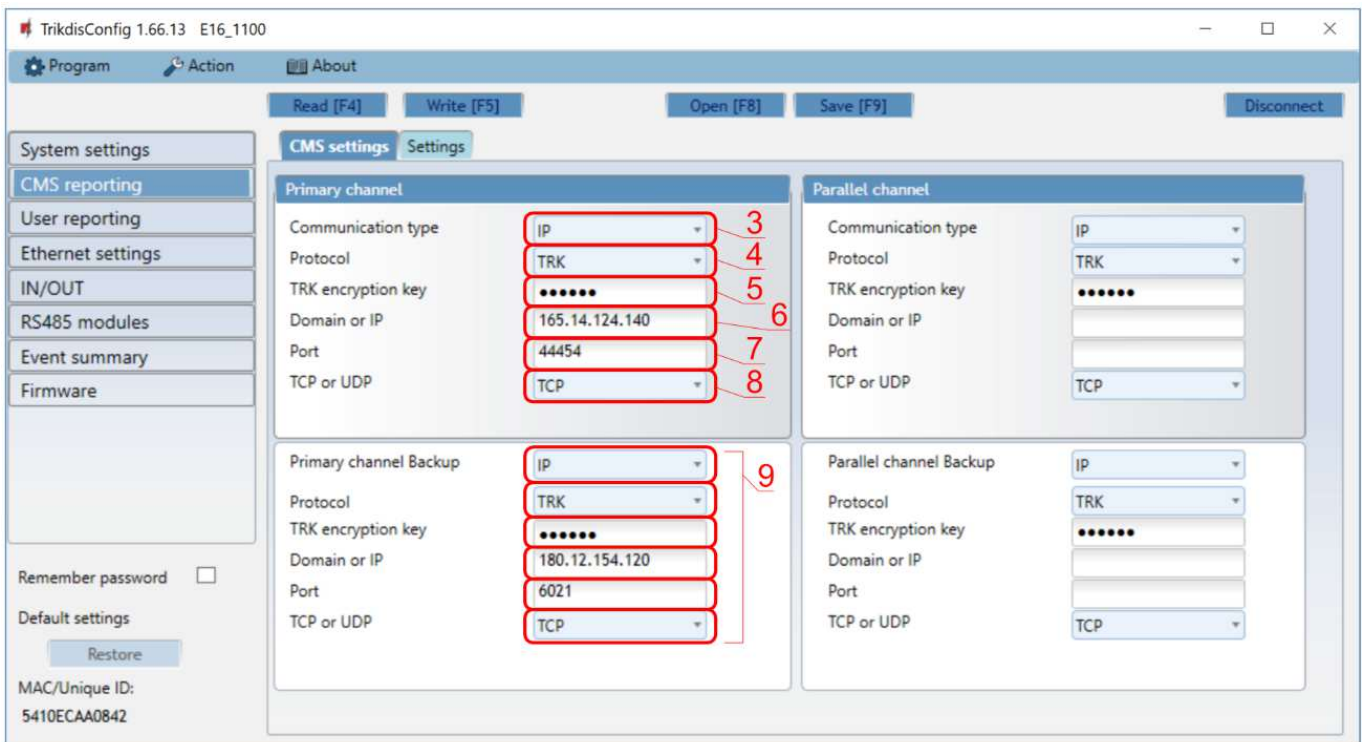 TrikdisConfig 1.66.13 E16_1100
Program Action About
Read [F4] Write [F5] Open [F8] Save [F9] Disconnect
System settings
CMS reporting
User reporting
Ethernet settings
IN/OUT
RS485 modules
Event summary
Firmware
Remember password
Default settings
Restore
MAC/Unique ID:
5410ECAA0842
CMS settings Settings
Primary channel
Communication type IP 3
Protocol TRK 4
TRK encryption key ●●●●●● 5
Domain or IP 165.14.124.140 6
Port 44454 7
TCP or UDP TCP 8
Primary channel Backup IP
Protocol TRK
TRK encryption key ●●●●●●
Domain or IP 180.12.154.120
Port 6021
TCP or UDP TCP
9
Parallel channel
Communication type IP
Protocol TRK
TRK encryption key ●●●●●●
Domain or IP
Port
TCP or UDP TCP
Parallel channel Backup IP
Protocol TRK
TRK encryption key ●●●●●●
Domain or IP
Port
TCP or UDP TCP